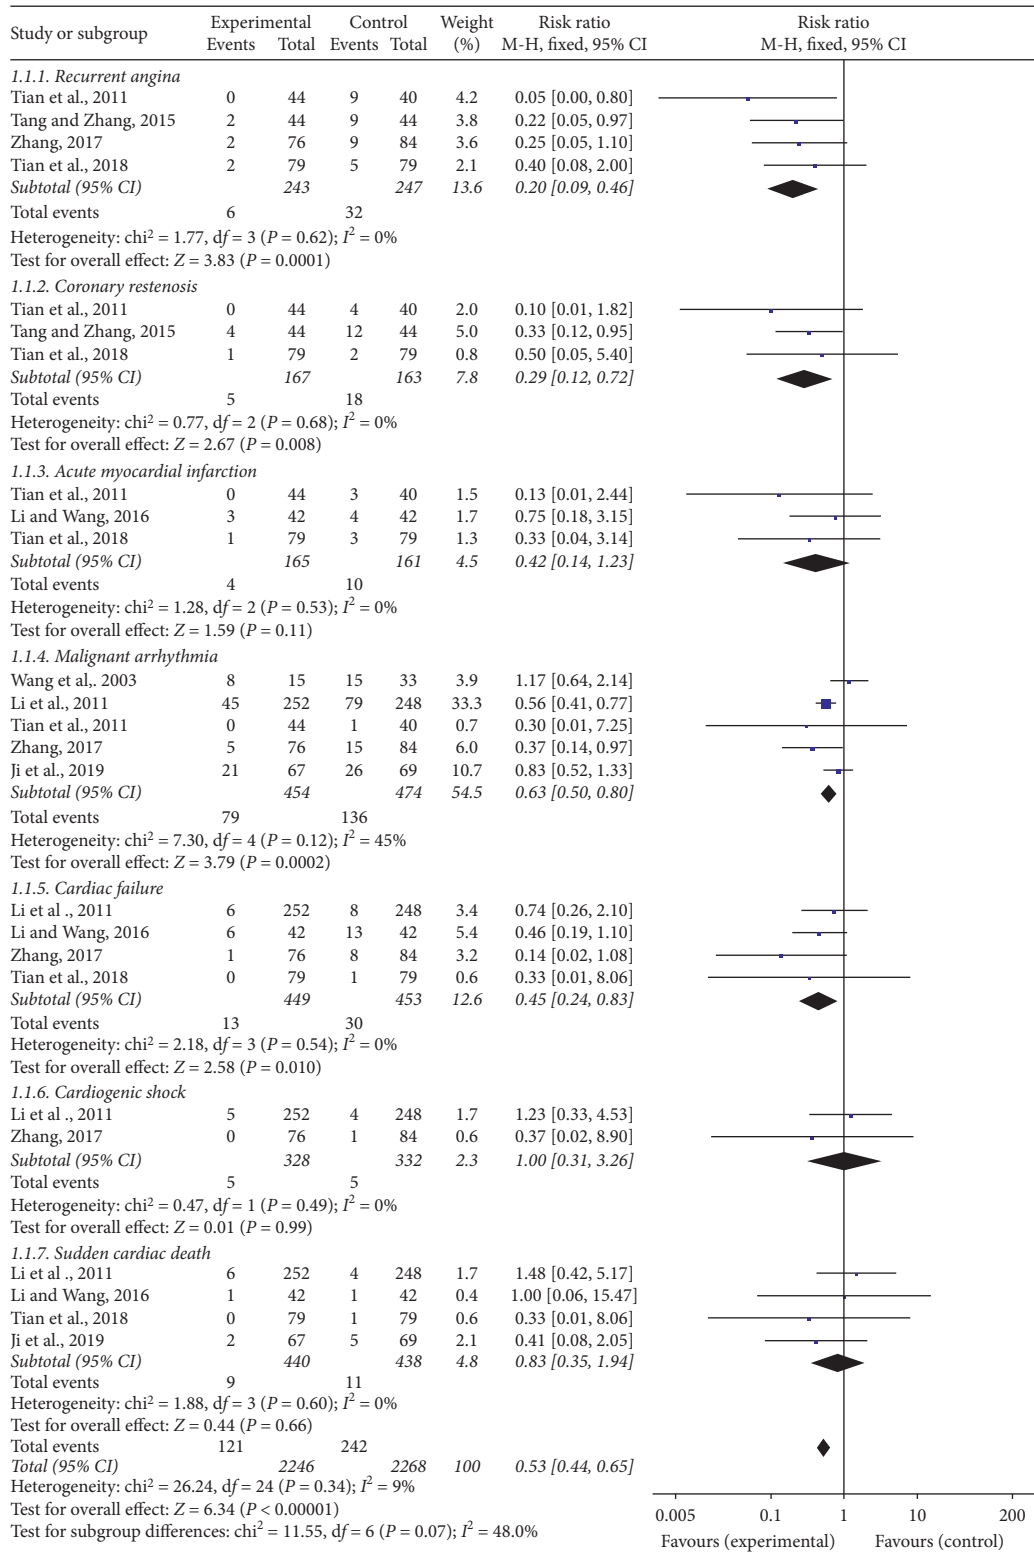 Study or subgroup Experimental Control Weight Risk ratio Risk ratio
Events Total Events Total (%) M-H, fixed, 95% CI M-H, fixed, 95% CI
1.1.1. Recurrent angina
Tian et al., 2011 0 44 9 40 4.2 0.05 [0.00, 0.80]
Tang and Zhang, 2015 2 44 9 44 3.8 0.22 [0.05, 0.97]
Zhang, 2017 2 76 9 84 3.6 0.25 [0.05, 1.10]
Tian et al., 2018 2 79 5 79 2.1 0.40 [0.08, 2.00]
Subtotal (95% CI) 243 247 13.6 0.20 [0.09, 0.46]
Total events 6 32
Heterogeneity: chi² = 1.77, df = 3 (P = 0.62); I² = 0%
Test for overall effect: Z = 3.83 (P = 0.0001)
1.1.2. Coronary restenosis
Tian et al., 2011 0 44 4 40 2.0 0.10 [0.01, 1.82]
Tang and Zhang, 2015 4 44 12 44 5.0 0.33 [0.12, 0.95]
Tian et al., 2018 1 79 2 79 0.8 0.50 [0.05, 5.40]
Subtotal (95% CI) 167 163 7.8 0.29 [0.12, 0.72]
Total events 5 18
Heterogeneity: chi² = 0.77, df = 2 (P = 0.68); I² = 0%
Test for overall effect: Z = 2.67 (P = 0.008)
1.1.3. Acute myocardial infarction
Tian et al., 2011 0 44 3 40 1.5 0.13 [0.01, 2.44]
Li and Wang, 2016 3 42 4 42 1.7 0.75 [0.18, 3.15]
Tian et al., 2018 1 79 3 79 1.3 0.33 [0.04, 3.14]
Subtotal (95% CI) 165 161 4.5 0.42 [0.14, 1.23]
Total events 4 10
Heterogeneity: chi² = 1.28, df = 2 (P = 0.53); I² = 0%
Test for overall effect: Z = 1.59 (P = 0.11)
1.1.4. Malignant arrhythmia
Wang et al,. 2003 8 15 15 33 3.9 1.17 [0.64, 2.14]
Li et al., 2011 45 252 79 248 33.3 0.56 [0.41, 0.77]
Tian et al., 2011 0 44 1 40 0.7 0.30 [0.01, 7.25]
Zhang, 2017 5 76 15 84 6.0 0.37 [0.14, 0.97]
Ji et al., 2019 21 67 26 69 10.7 0.83 [0.52, 1.33]
Subtotal (95% CI) 454 474 54.5 0.63 [0.50, 0.80]
Total events 79 136
Heterogeneity: chi² = 7.30, df = 4 (P = 0.12); I² = 45%
Test for overall effect: Z = 3.79 (P = 0.0002)
1.1.5. Cardiac failure
Li et al ., 2011 6 252 8 248 3.4 0.74 [0.26, 2.10]
Li and Wang, 2016 6 42 13 42 5.4 0.46 [0.19, 1.10]
Zhang, 2017 1 76 8 84 3.2 0.14 [0.02, 1.08]
Tian et al., 2018 0 79 1 79 0.6 0.33 [0.01, 8.06]
Subtotal (95% CI) 449 453 12.6 0.45 [0.24, 0.83]
Total events 13 30
Heterogeneity: chi² = 2.18, df = 3 (P = 0.54); I² = 0%
Test for overall effect: Z = 2.58 (P = 0.010)
1.1.6. Cardiogenic shock
Li et al ., 2011 5 252 4 248 1.7 1.23 [0.33, 4.53]
Zhang, 2017 0 76 1 84 0.6 0.37 [0.02, 8.90]
Subtotal (95% CI) 328 332 2.3 1.00 [0.31, 3.26]
Total events 5 5
Heterogeneity: chi² = 0.47, df = 1 (P = 0.49); I² = 0%
Test for overall effect: Z = 0.01 (P = 0.99)
1.1.7. Sudden cardiac death
Li et al ., 2011 6 252 4 248 1.7 1.48 [0.42, 5.17]
Li and Wang, 2016 1 42 1 42 0.4 1.00 [0.06, 15.47]
Tian et al., 2018 0 79 1 79 0.6 0.33 [0.01, 8.06]
Ji et al., 2019 2 67 5 69 2.1 0.41 [0.08, 2.05]
Subtotal (95% CI) 440 438 4.8 0.83 [0.35, 1.94]
Total events 9 11
Heterogeneity: chi² = 1.88, df = 3 (P = 0.60); I² = 0%
Test for overall effect: Z = 0.44 (P = 0.66)
Total events 121 242
Total (95% CI) 2246 2268 100 0.53 [0.44, 0.65]
Heterogeneity: chi² = 26.24, df = 24 (P = 0.34); I² = 9%
Test for overall effect: Z = 6.34 (P < 0.00001)
Test for subgroup differences: chi² = 11.55, df = 6 (P = 0.07); I² = 48.0%
0.005 0.1 1 10 200
Favours (experimental) Favours (control)